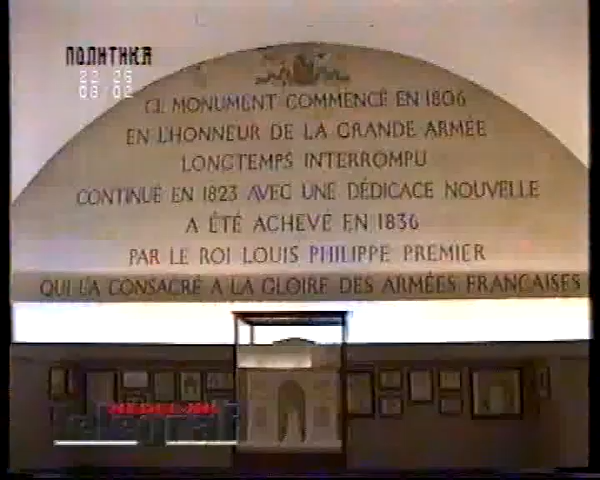 ПОЛИТИКА
22 26
08 02
CE MONUMENT COMMENCÉ EN 1806
EN L'HONNEUR DE LA GRANDE ARMÉE
LONGTEMPS INTERROMPU
CONTINUÉ EN 1823 AVEC UNE DÉDICACE NOUVELLE
A ÉTÉ ACHEVÉ EN 1836
PAR LE ROI LOUIS PHILIPPE PREMIER
QUI L'A CONSACRÉ A LA GLOIRE DES ARMÉES FRANÇAISES